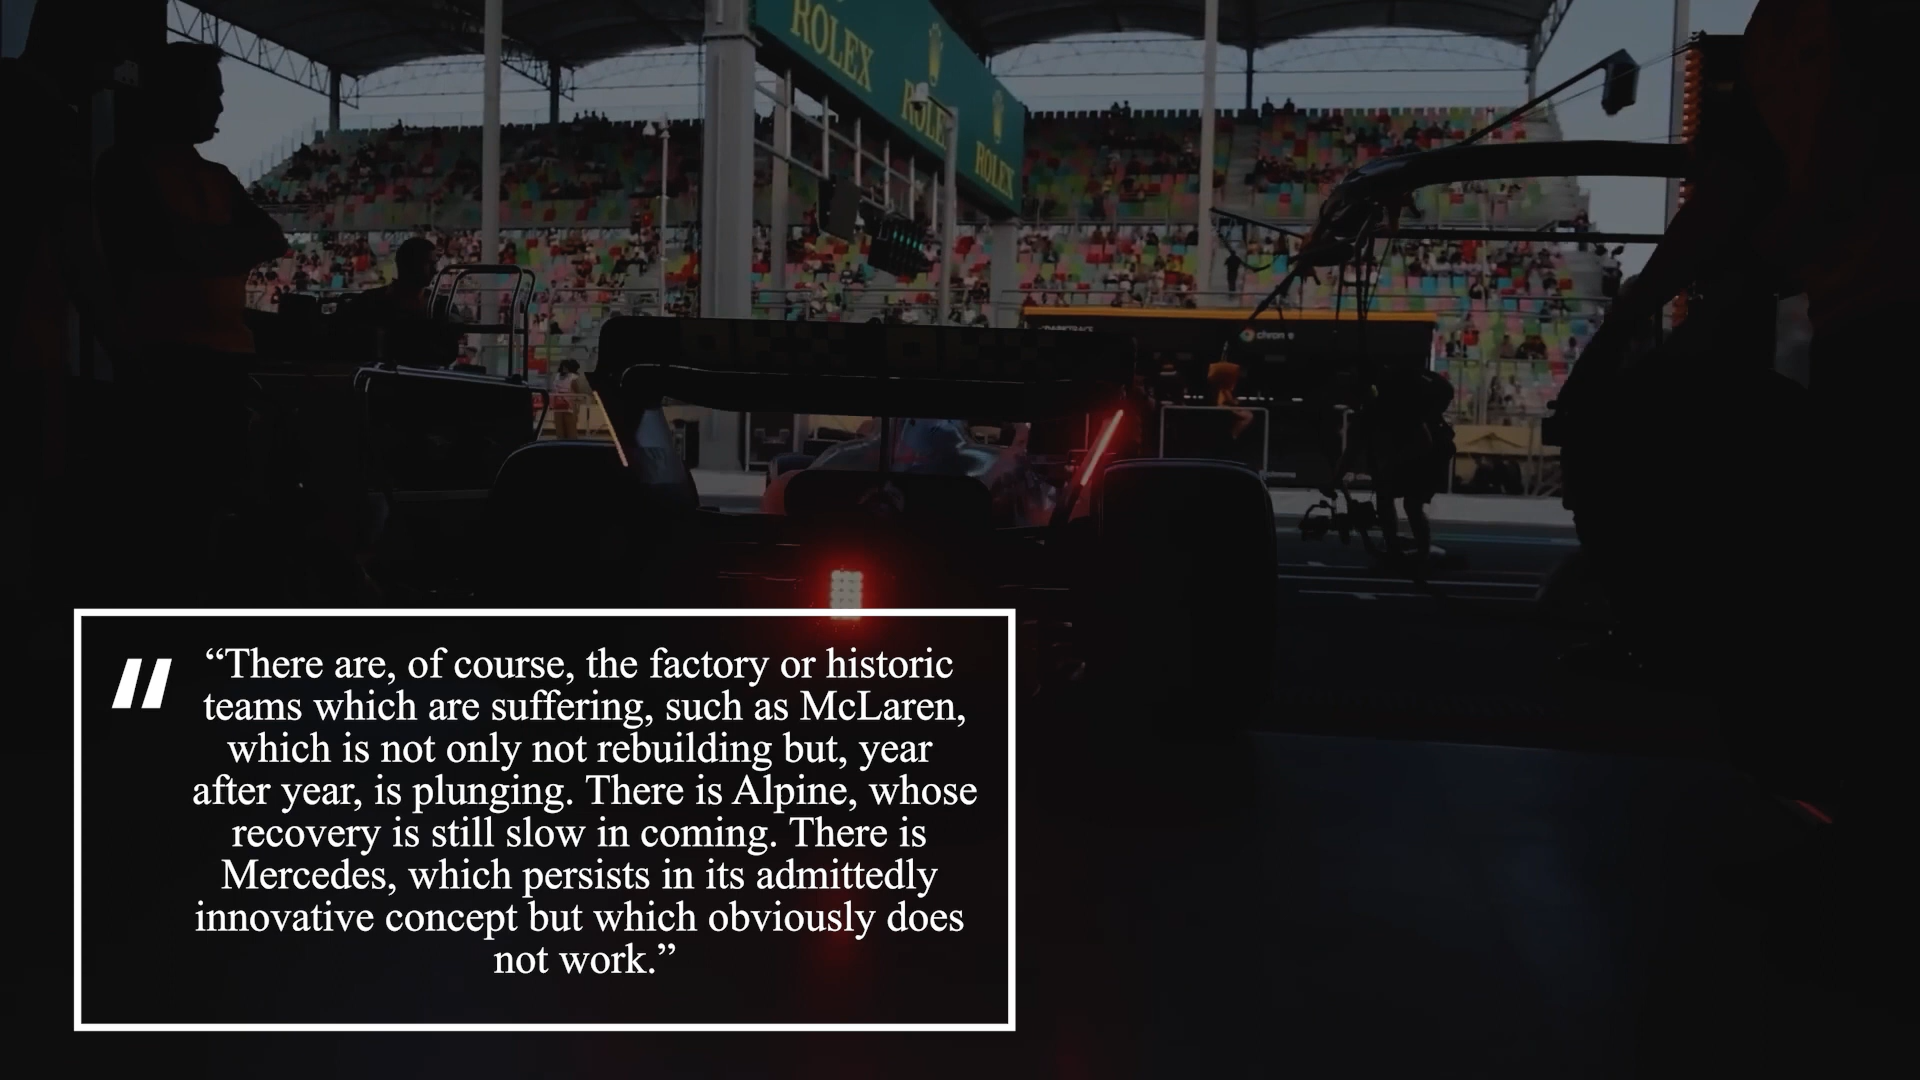 ROLEX
ROLEX
ROLEX
DARKTRACE
chrome
“There are, of course, the factory or historic
teams which are suffering, such as McLaren,
which is not only not rebuilding but, year
after year, is plunging. There is Alpine, whose
recovery is still slow in coming. There is
Mercedes, which persists in its admittedly
innovative concept but which obviously does
not work.”